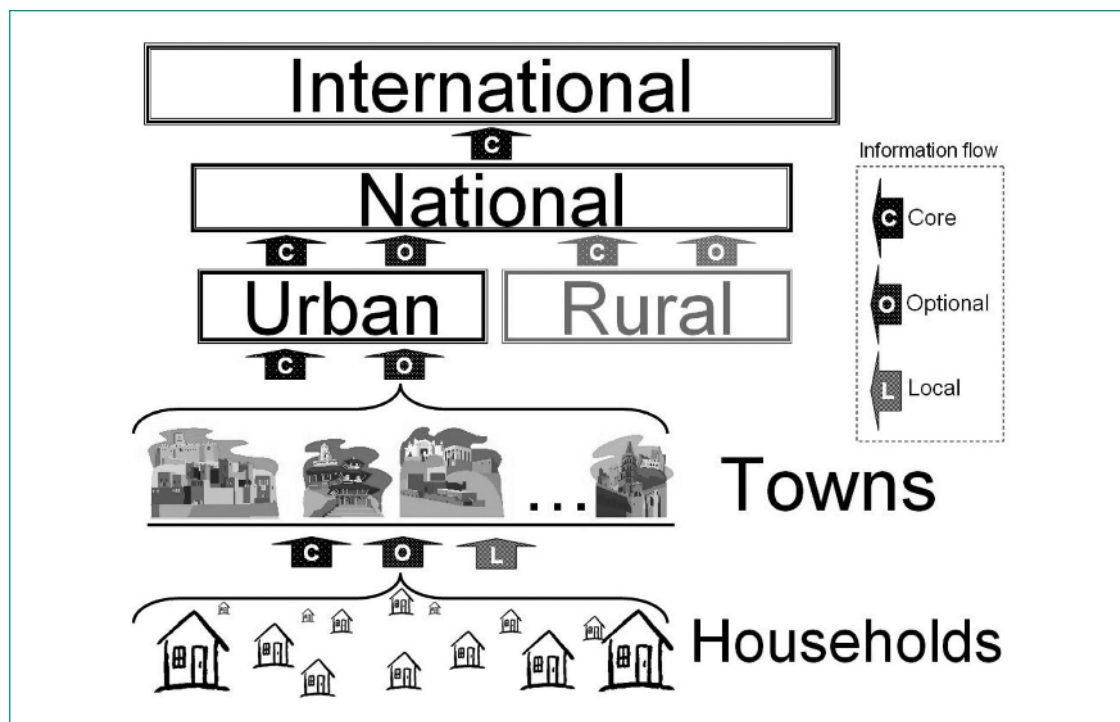 International
C
Information flow
National
C Core
C O C O
Urban Rural
O Optional
C O
L Local
Towns
...
C O L
Households